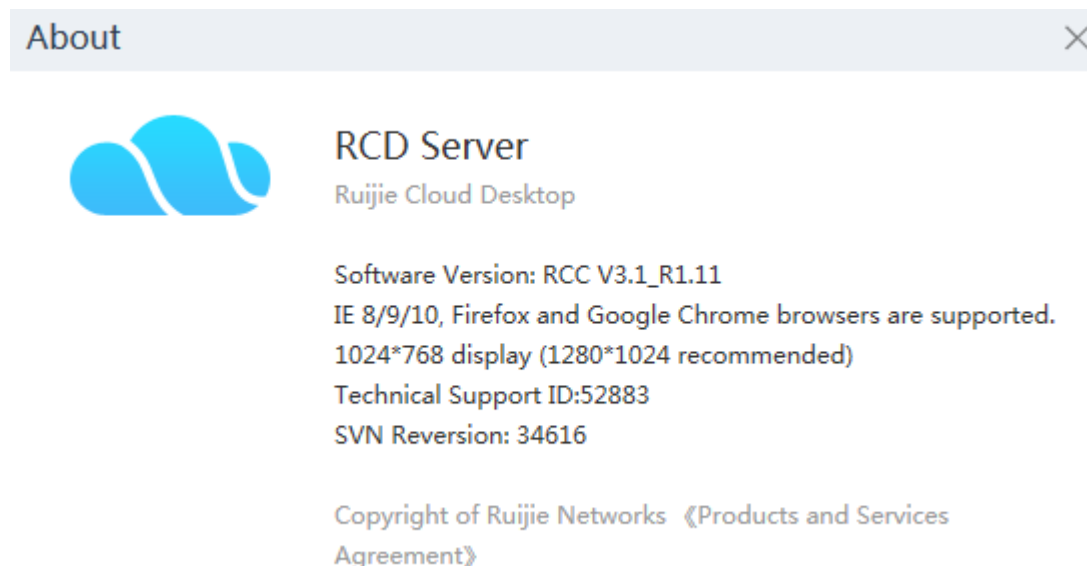 About
RCD Server
Ruijie Cloud Desktop
Software Version: RCC V3.1_R1.11
IE 8/9/10, Firefox and Google Chrome browsers are supported.
1024*768 display (1280*1024 recommended)
Technical Support ID:52883
SVN Reversion: 34616
Copyright of Ruijie Networks 《Products and Services
Agreement》